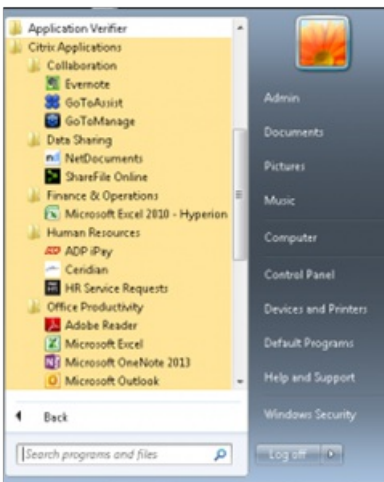 Application Verifier
Citrix Applications
Collaboration
Evernote
GoToAssist
GoToManage
Data Sharing
NetDocuments
ShareFile Online
Finance & Operations
Microsoft Excel 2010 - Hyperion
Human Resources
ADP iPay
Ceridian
HR Service Requests
Office Productivity
Adobe Reader
Microsoft Excel
Microsoft OneNote 2013
Microsoft Outlook
Back
Search programs and files
Admin
Documents
Pictures
Music
Computer
Control Panel
Devices and Printers
Default Programs
Help and Support
Windows Security
Log off